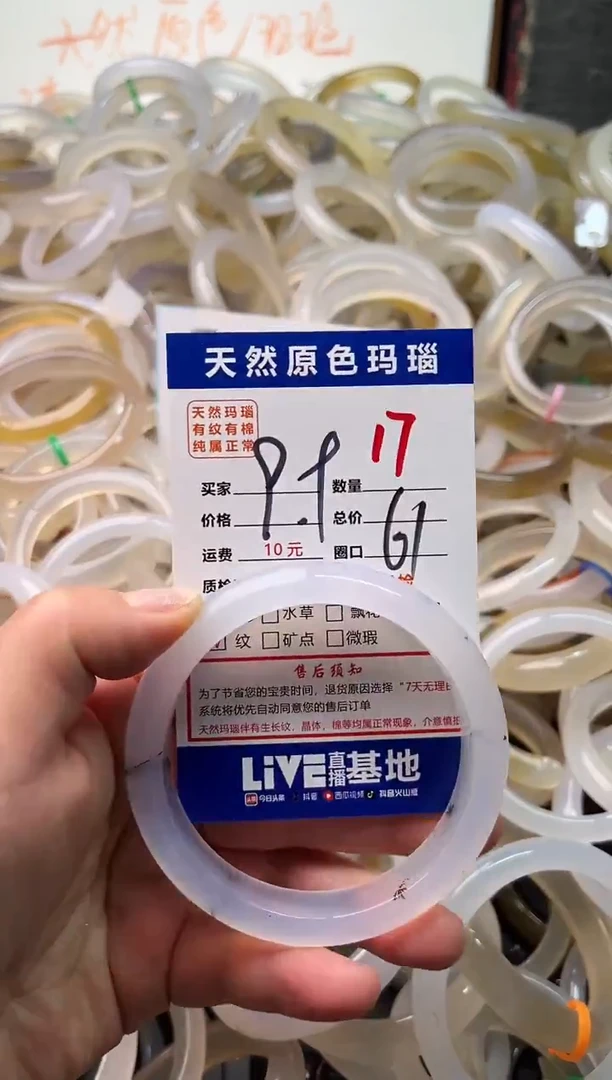 天然原色玛瑙
天然原色玛瑙
天然玛瑙
有纹有棉
纯属正常
17
买家
数量
9.9
价格
总价
61
运费 10元 圈口
质检
检
水草 飘花
纹 矿点 微瑕
售后须知
为了节省您的宝贵时间，退货原因选择“7天无理由
系统将优先自动同意您的售后订单
天然玛瑙伴有生长纹，晶体，棉等均属正常现象，介意慎拍
LiVE直播基地
头条 今日头条 抖音 西瓜视频 抖音火山版